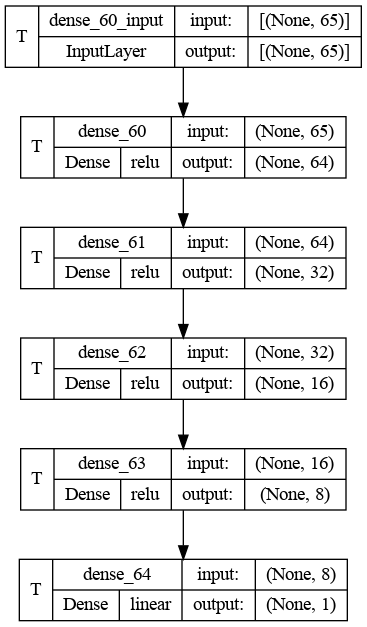 T dense_60_input input: [(None, 65)]
InputLayer output: [(None, 65)]
T dense_60 input: (None, 65)
Dense relu output: (None, 64)
T dense_61 input: (None, 64)
Dense relu output: (None, 32)
T dense_62 input: (None, 32)
Dense relu output: (None, 16)
T dense_63 input: (None, 16)
Dense relu output: (None, 8)
T dense_64 input: (None, 8)
Dense linear output: (None, 1)